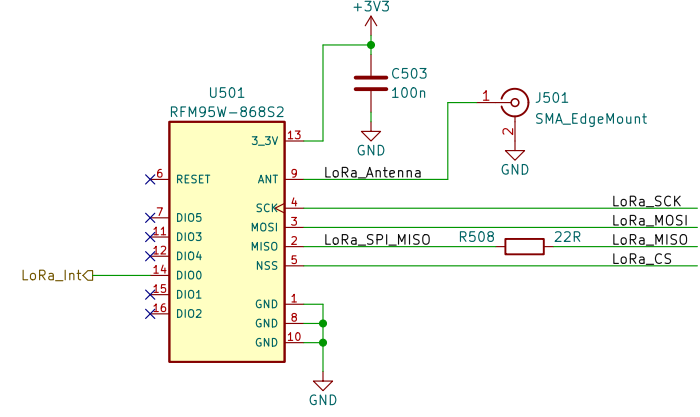 +3V3
C503
100n
GND
U501
RFM95W-868S2
J501
SMA_EdgeMount
1
2
GND
3_3V 13
6 RESET
ANT 9
LoRa_Antenna
SCK 4
LoRa_SCK
7 DIO5
MOSI 3
LoRa_MOSI
11 DIO3
MISO 2
LoRa_SPI_MISO
R508
22R
LoRa_MISO
12 DIO4
NSS 5
LoRa_CS
LoRa_Int
14 DIO0
15 DIO1
GND 1
16 DIO2
GND 8
GND 10
GND